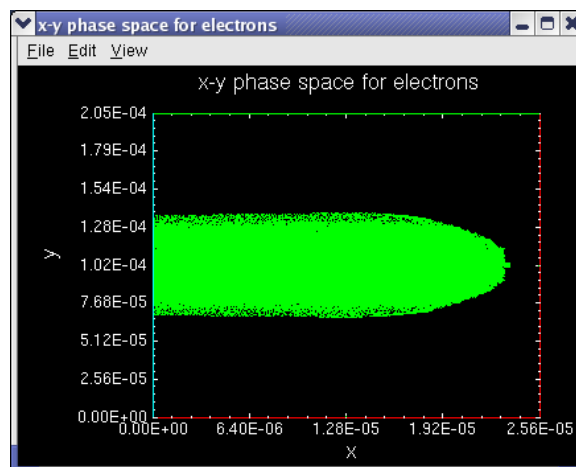 x-y phase space for electrons
File Edit View
x-y phase space for electrons
2.05E-04
1.79E-04
1.54E-04
1.28E-04
y
1.02E-04
7.68E-05
5.12E-05
2.56E-05
0.00E+00
0.00E+00 6.40E-06 1.28E-05 1.92E-05 2.56E-05
X